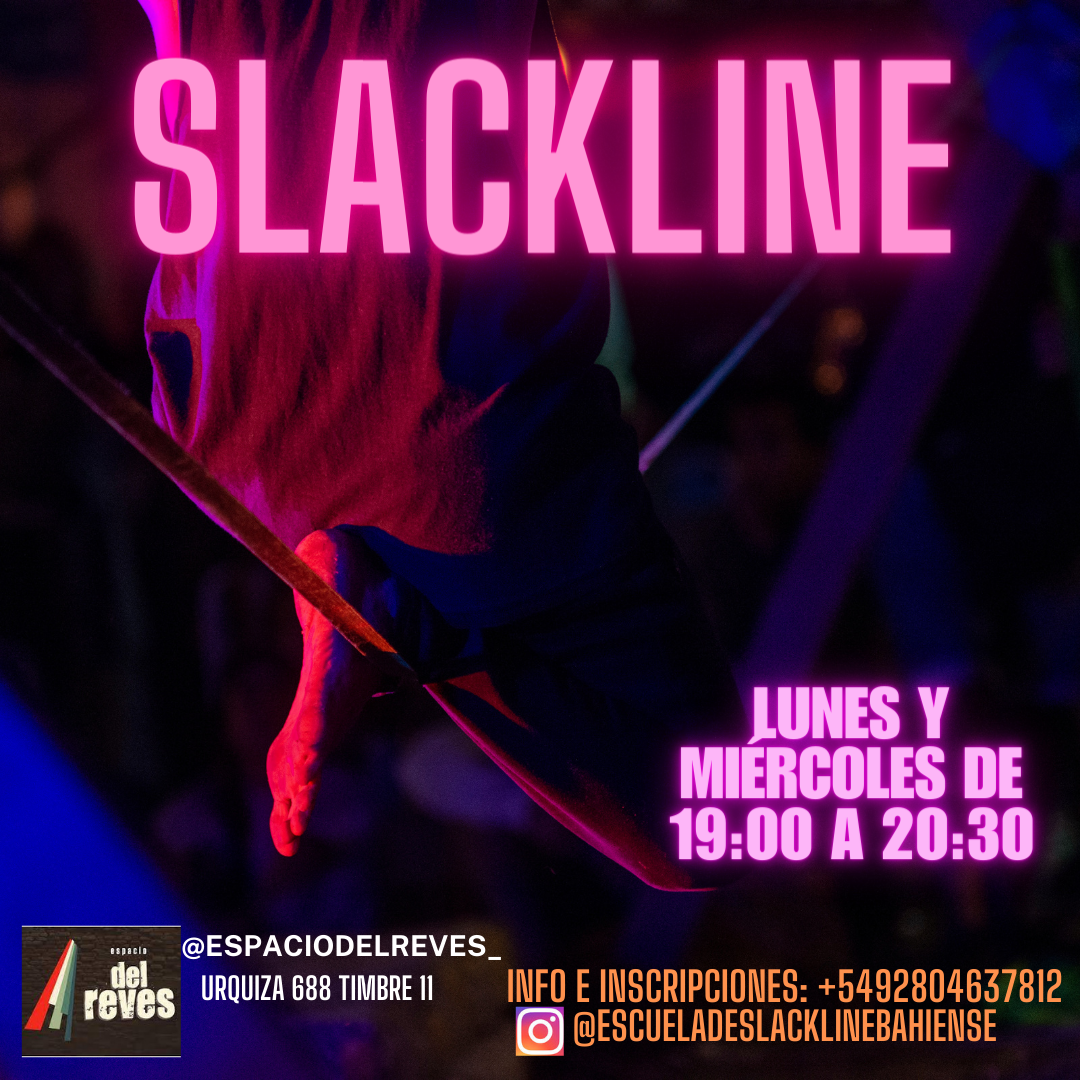 SLACKLINE
LUNES Y
MIÉRCOLES DE
19:00 A 20:30
espacio
del
reves
@ESPACIODELREVES_
URQUIZA 688 TIMBRE 11
INFO E INSCRIPCIONES: +5492804637812
@ESCUELADESLACKLINEBAHIENSE